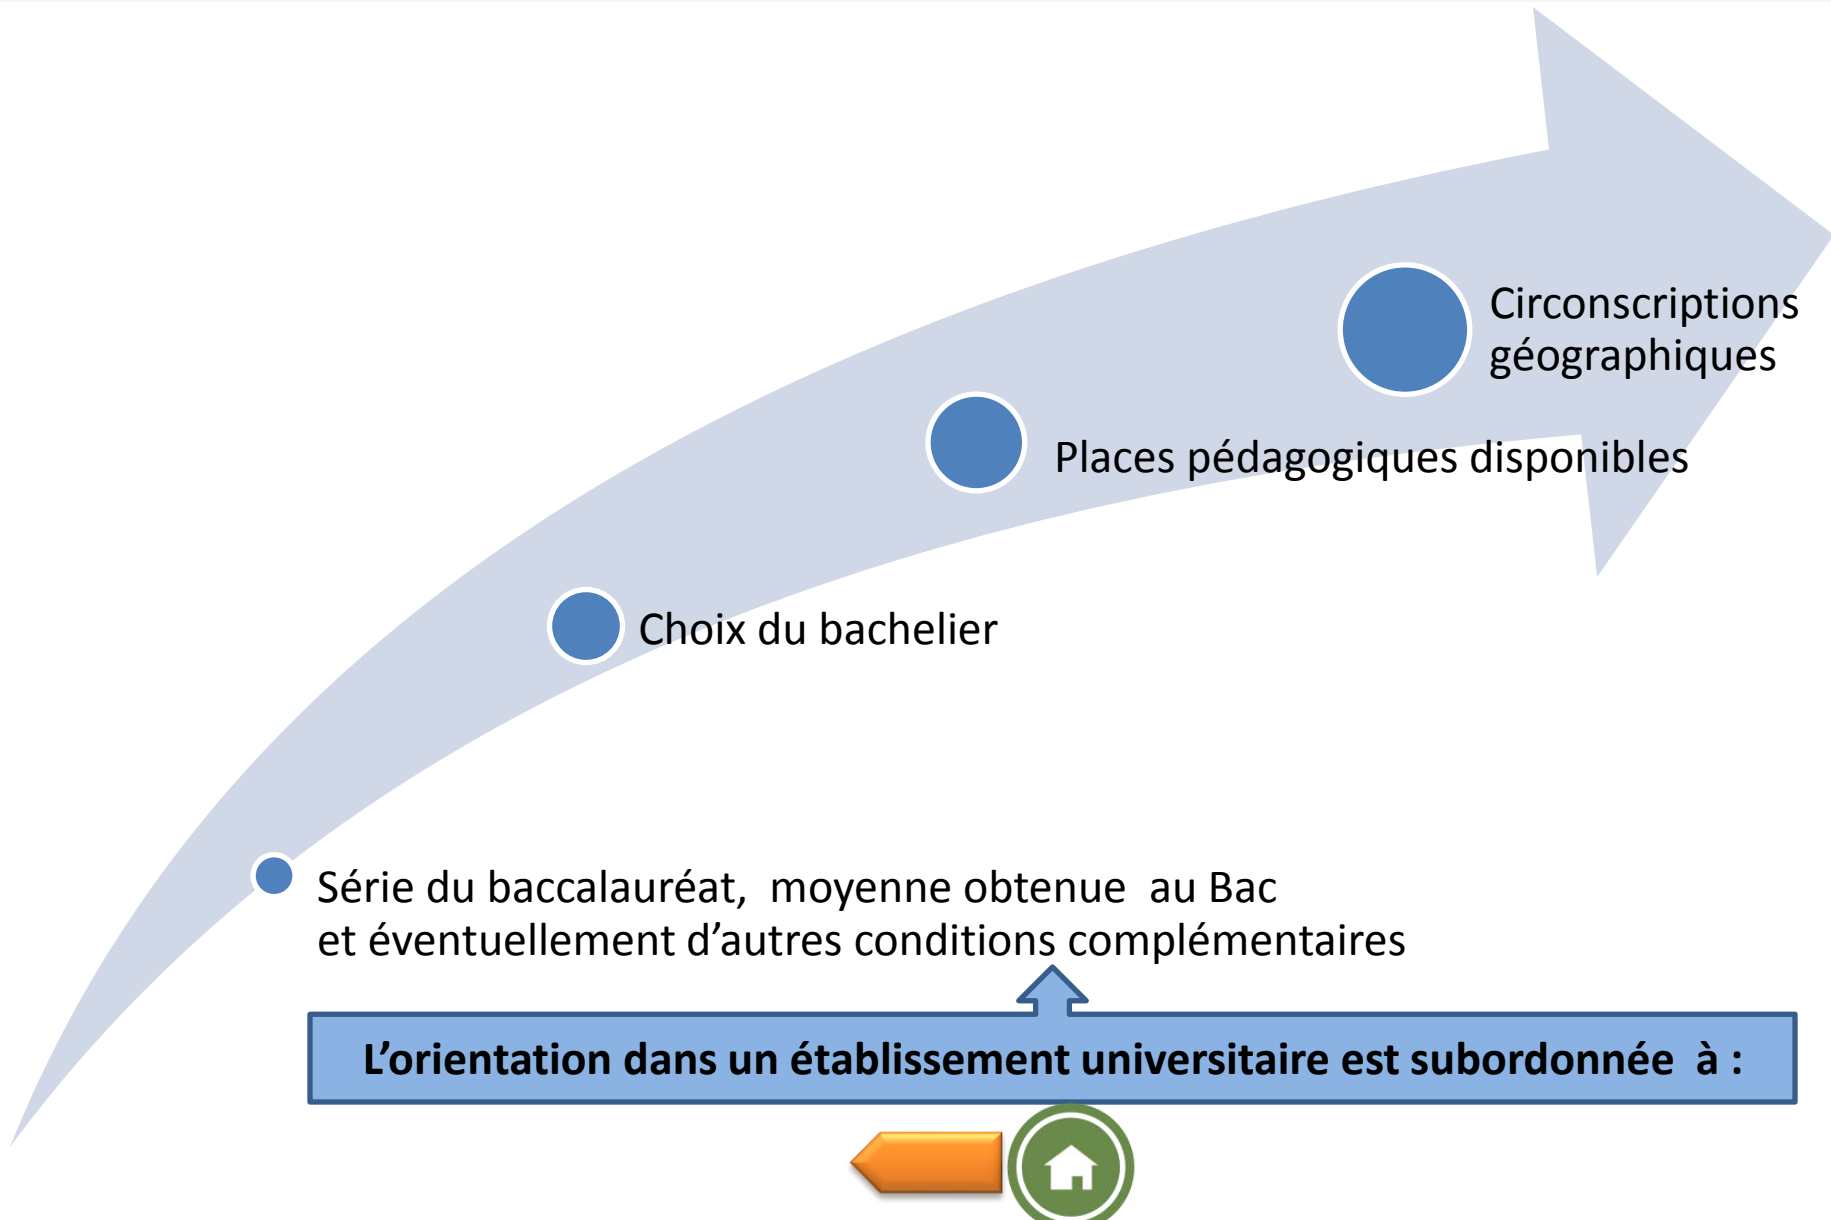 Circonscriptions
géographiques
Places pédagogiques disponibles
Choix du bachelier
Série du baccalauréat,  moyenne obtenue  au Bac
et éventuellement d’autres conditions complémentaires
L’orientation dans un établissement universitaire est subordonnée  à :